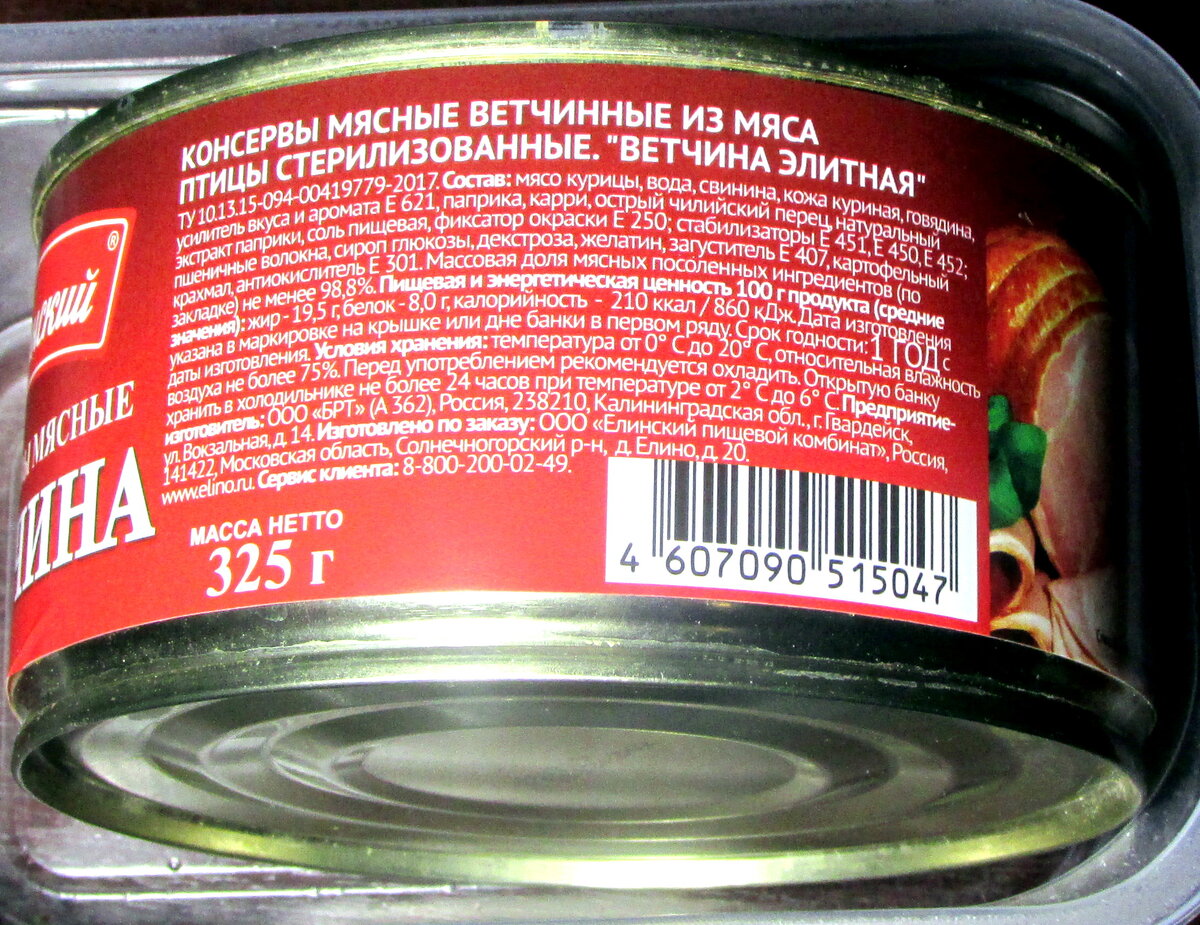 КОНСЕРВЫ МЯСНЫЕ ВЕТЧИННЫЕ ИЗ МЯСА
ПТИЦЫ СТЕРИЛИЗОВАННЫЕ. "ВЕТЧИНА ЭЛИТНАЯ"
ТУ 10.13.15-094-00419779-2017. Состав: мясо курицы, вода, свинина, кожа куриная, говядина,
усилитель вкуса и аромата Е 621, паприка, карри, острый чилийский перец, натуральный
экстракт паприки, соль пищевая, фиксатор окраски Е 250; стабилизаторы Е 451, Е 450, Е 452;
пшеничные волокна, сироп глюкозы, декстроза, желатин, загуститель Е 407, картофельный
крахмал, антиокислитель Е 301. Массовая доля мясных посоленных ингредиентов (по
закладке) не менее 98,8%. Пищевая и энергетическая ценность 100 г продукта (средние
значения): жир - 19,5 г, белок - 8,0 г, калорийность - 210 ккал / 860 кДж. Дата изготовления
указана в маркировке на крышке или дне банки в первом ряду. Срок годности: 1 ГОД с
даты изготовления. Условия хранения: температура от 0° С до 20° С, относительная влажность
воздуха не более 75%. Перед употреблением рекомендуется охладить. Открытую банку
хранить в холодильнике не более 24 часов при температуре от 2° С до 6° С. Предприятие-
изготовитель: ООО «БРТ» (А 362), Россия, 238210, Калининградская обл., г. Гвардейск,
ул. Вокзальная, д. 14. Изготовлено по заказу: ООО «Елинский пищевой комбинат», Россия,
141422, Московская область, Солнечногорский р-н, д. Елино, д. 20.
www.elino.ru. Сервис клиента: 8-800-200-02-49.
МАССА НЕТТО
325 г
4 607090 515047
ский ®
МЯСНЫЕ
ИНА